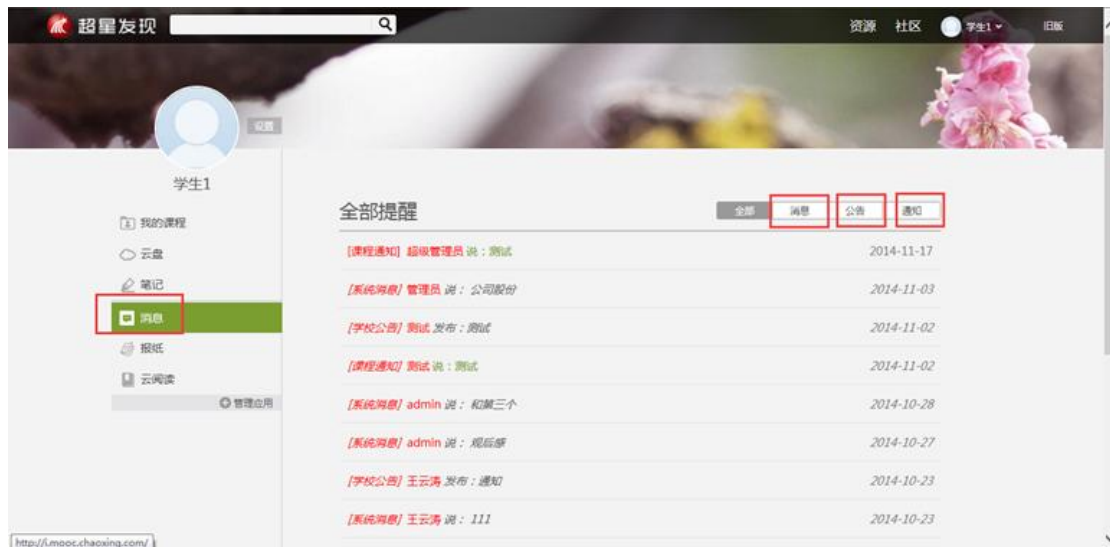 超星发现
资源 社区 学生1 旧版
设置
学生1
我的课程
云盘
笔记
消息
报纸
云阅读
管理应用
全部提醒 全部 消息 公告 通知
[课程通知] 超级管理员 说：测试 2014-11-17
[系统消息] 管理员 说： 公司股份 2014-11-03
[学校公告] 测试 发布：测试 2014-11-02
[课程通知] 测试 说：测试 2014-11-02
[系统消息] admin 说： 和第三个 2014-10-28
[系统消息] admin 说： 观后感 2014-10-27
[学校公告] 王云涛 发布：通知 2014-10-23
[系统消息] 王云涛 说： 111 2014-10-23
http://i.mooc.chaoxing.com/